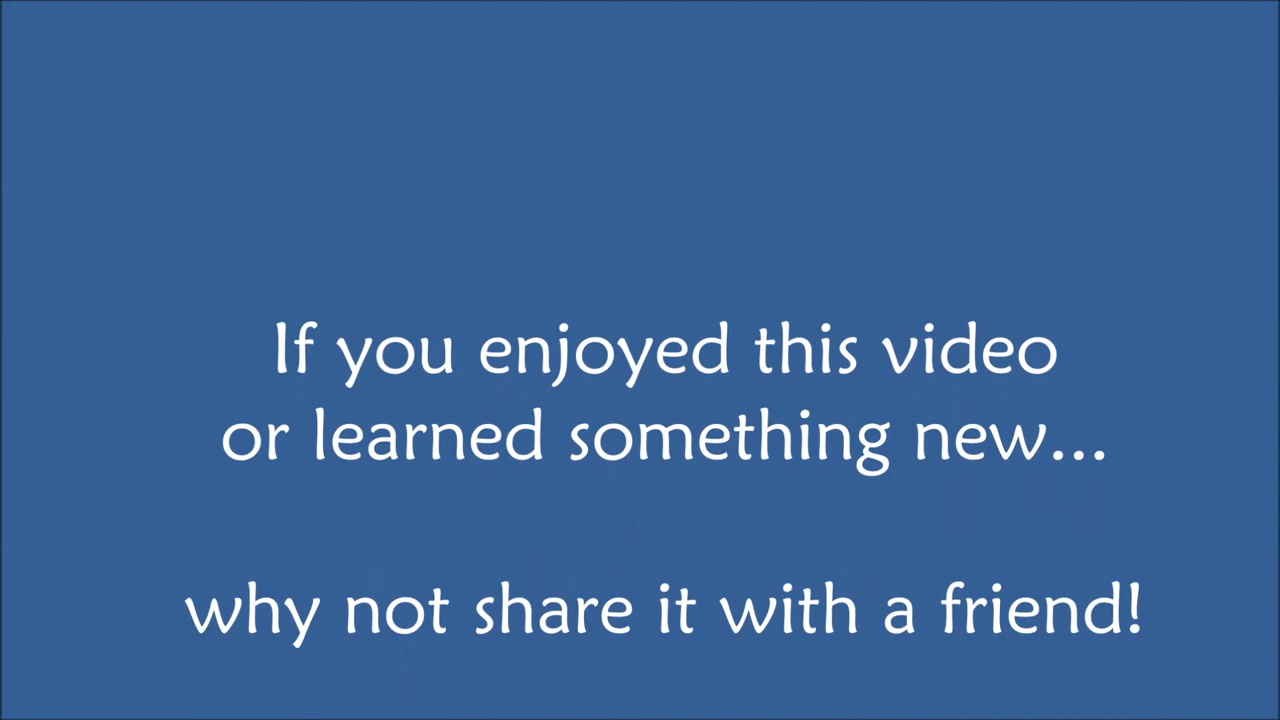 If you enjoyed this video
or learned something new...
why not share it with a friend!